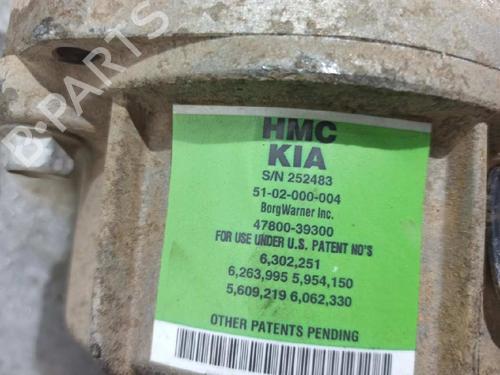 B-PARTS
HMC
KIA
S/N 252483
51-02-000-004
BorgWarner Inc.
47800-39300
FOR USE UNDER U.S. PATENT NO'S
6,302,251
6,263,995 5,954,150
5,609,219 6,062,330
OTHER PATENTS PENDING